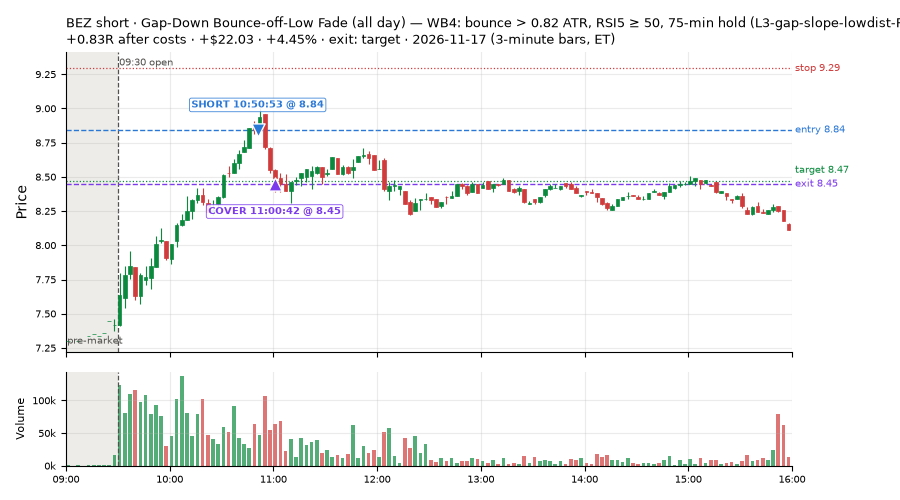 BEZ short · Gap-Down Bounce-off-Low Fade (all day) — WB4: bounce > 0.82 ATR, RSI5 ≥ 50, 75-min hold (L3-gap-slope-lowdist-
+0.83R after costs · +$22.03 · +4.45% · exit: target · 2026-11-17 (3-minute bars, ET)
09:30 open
stop 9.29
SHORT 10:50:53 @ 8.84
entry 8.84
target 8.47
exit 8.45
COVER 11:00:42 @ 8.45
pre-market
Price
9.25
9.00
8.75
8.50
8.25
8.00
7.75
7.50
7.25
Volume
100k
50k
0k
09:00 10:00 11:00 12:00 13:00 14:00 15:00 16:00